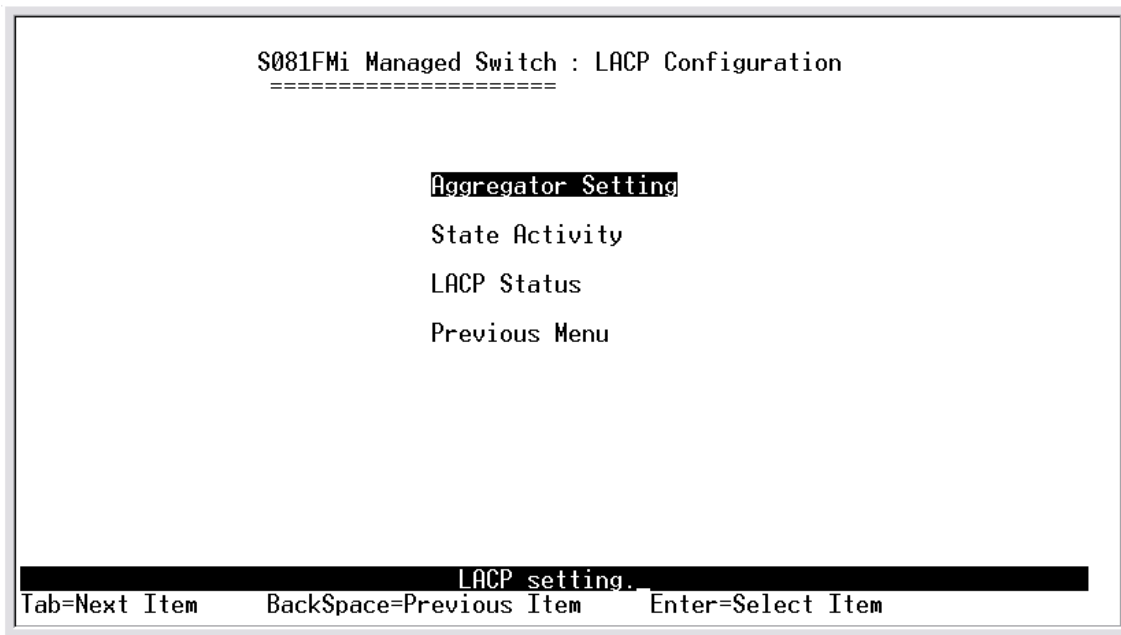 S081FMi Managed Switch : LACP Configuration
=====================
Aggregator Setting
State Activity
LACP Status
Previous Menu
LACP setting._
Tab=Next Item BackSpace=Previous Item Enter=Select Item